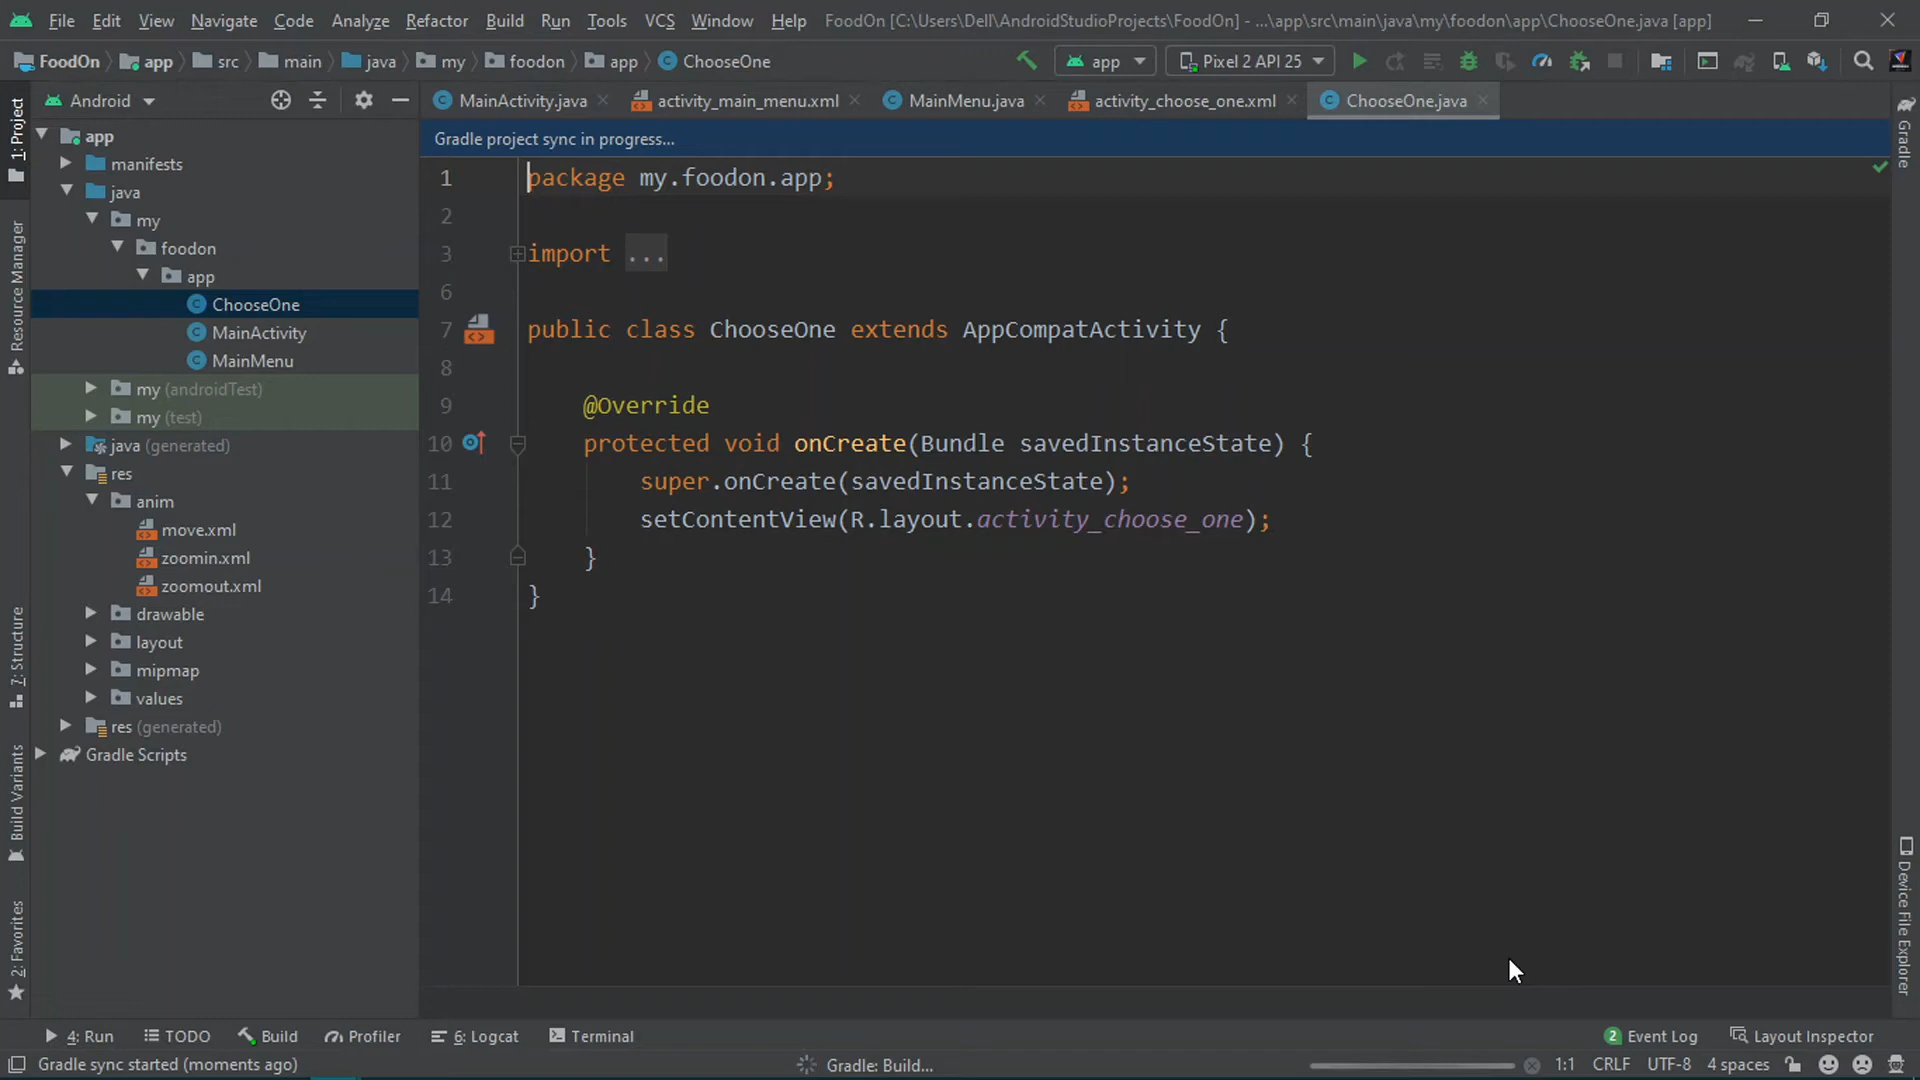 File Edit View Navigate Code Analyze Refactor Build Run Tools VCS Window Help FoodOn [C:\Users\Dell\AndroidStudioProjects\FoodOn] - ...\app\src\main\java\my\foodon\app\ChooseOne.java [app]
FoodOn app src main java my foodon app ChooseOne app Pixel 2 API 25
Android MainActivity.java activity_main_menu.xml MainMenu.java activity_choose_one.xml ChooseOne.java
Gradle project sync in progress...
1: Project
Resource Manager
7: Structure
Build Variants
2: Favorites
app
manifests
java
my
foodon
app
ChooseOne
MainActivity
MainMenu
my (androidTest)
my (test)
java (generated)
res
anim
move.xml
zoomin.xml
zoomout.xml
drawable
layout
mipmap
values
res (generated)
Gradle Scripts
1 package my.foodon.app;
2
3 import ...
6
7 public class ChooseOne extends AppCompatActivity {
8
9 @Override
10 protected void onCreate(Bundle savedInstanceState) {
11 super.onCreate(savedInstanceState);
12 setContentView(R.layout.activity_choose_one);
13 }
14 }
Gradle
Device File Explorer
4: Run TODO Build Profiler 6: Logcat Terminal 2 Event Log Layout Inspector
Gradle sync started (moments ago) Gradle: Build... 1:1 CRLF UTF-8 4 spaces